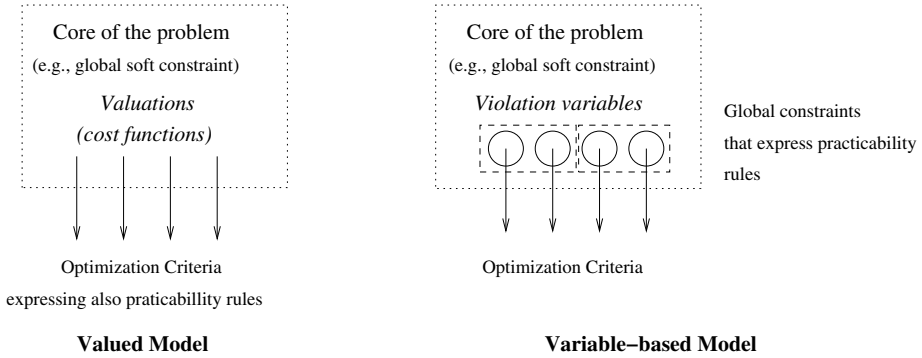 Core of the problem
(e.g., global soft constraint)
Valuations
(cost functions)
Optimization Criteria
expressing also praticabillity rules
Valued Model
Core of the problem
(e.g., global soft constraint)
Violation variables
Global constraints
that express practicability
rules
Optimization Criteria
Variable−based Model